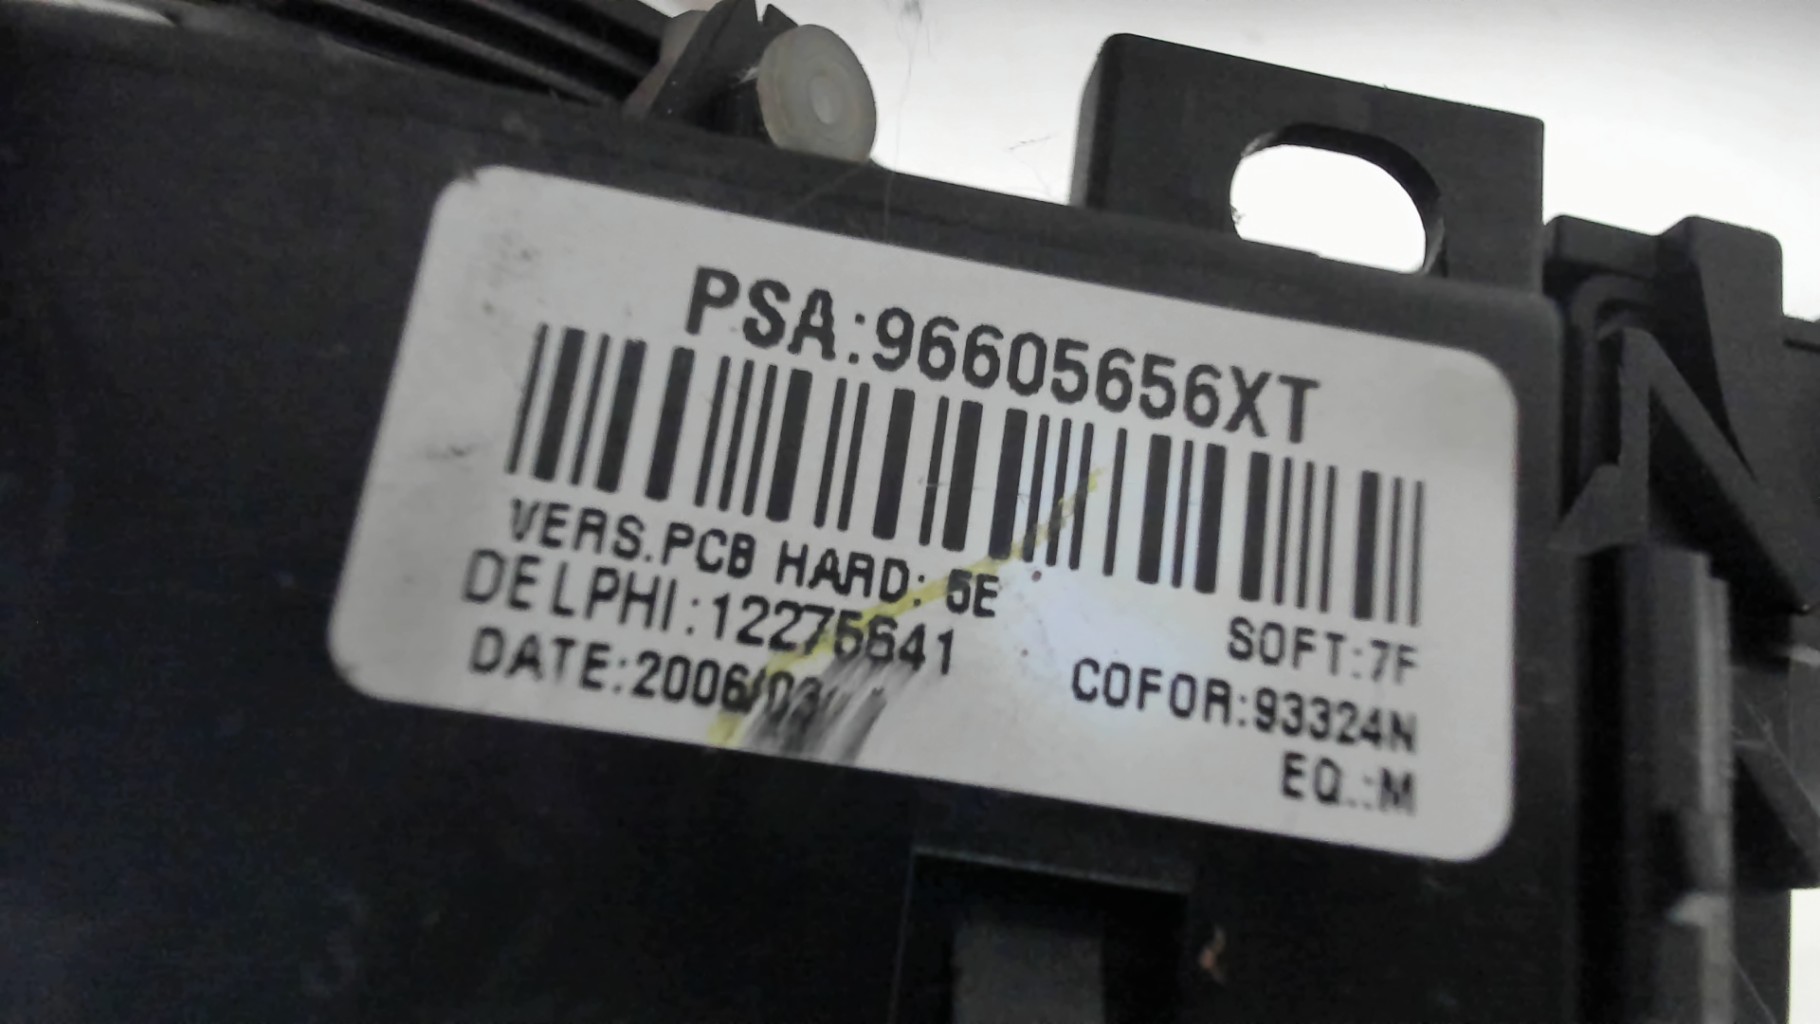 PSA:96605656XT
VERS.PCB HARD: 5E
SOFT:7F
DELPHI:12275641
COFOR:93324N
DATE:2006/03
EQ.:M